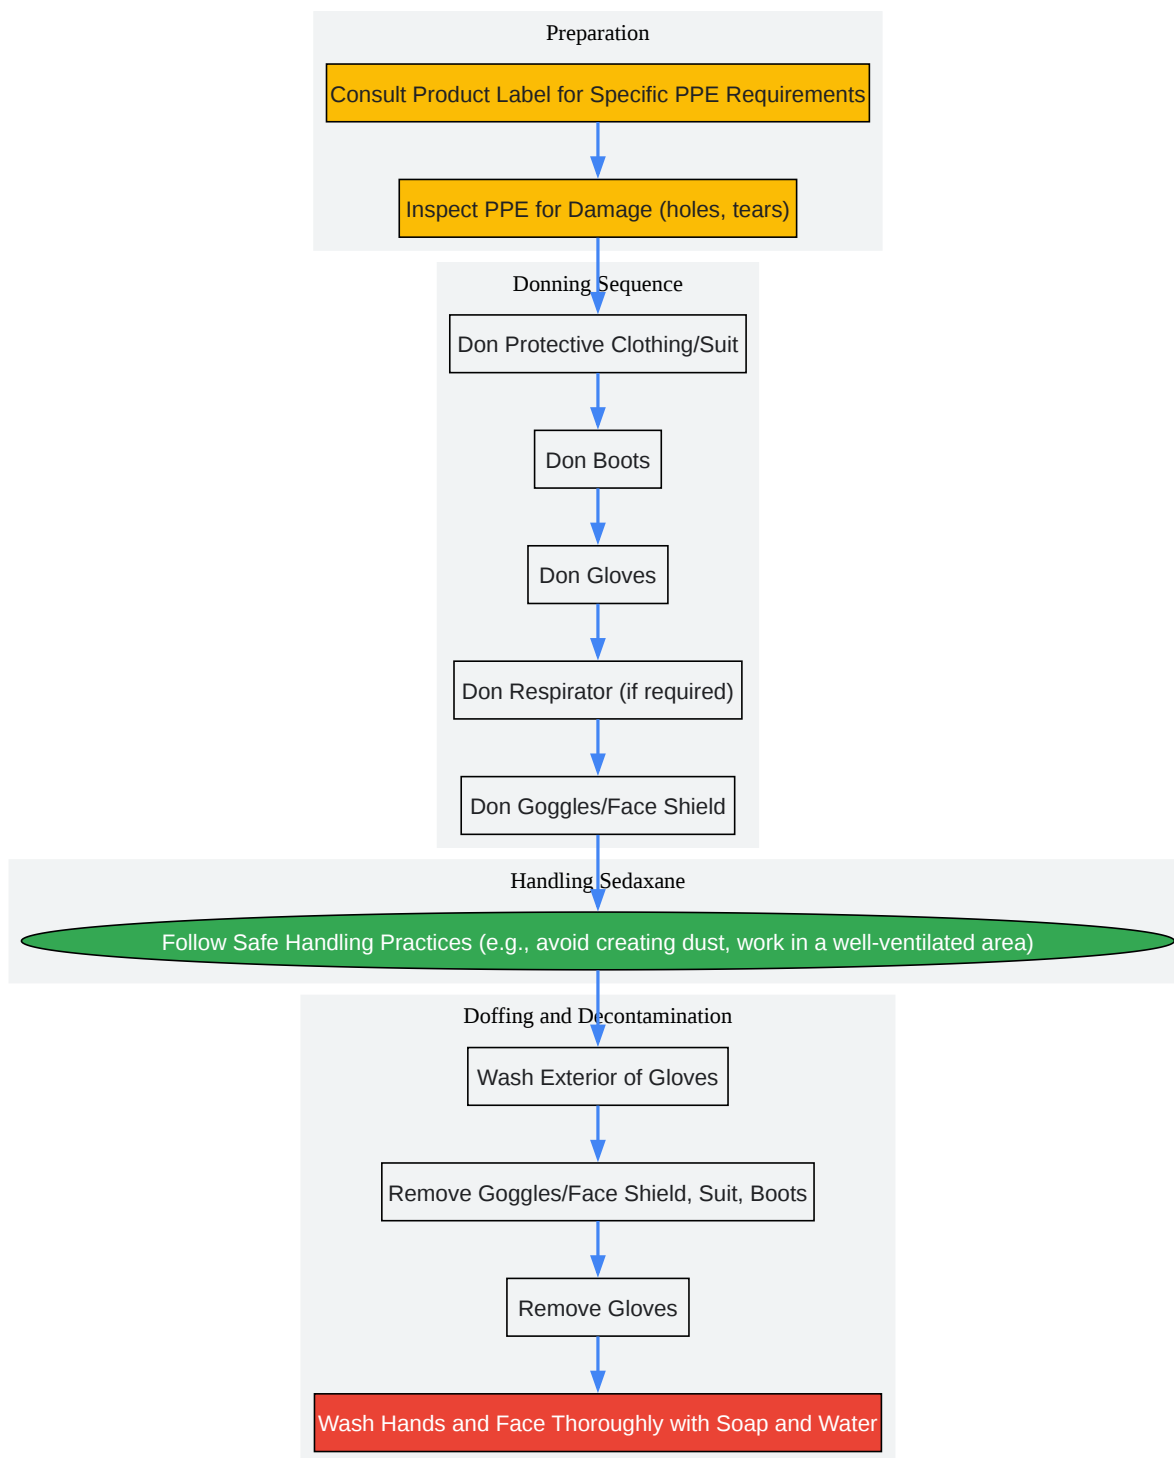 Preparation
Consult Product Label for Specific PPE Requirements
Inspect PPE for Damage (holes, tears)
Donning Sequence
Don Protective Clothing/Suit
Don Boots
Don Gloves
Don Respirator (if required)
Don Goggles/Face Shield
Handling Sedaxane
Follow Safe Handling Practices (e.g., avoid creating dust, work in a well-ventilated area)
Doffing and Decontamination
Wash Exterior of Gloves
Remove Goggles/Face Shield, Suit, Boots
Remove Gloves
Wash Hands and Face Thoroughly with Soap and Water